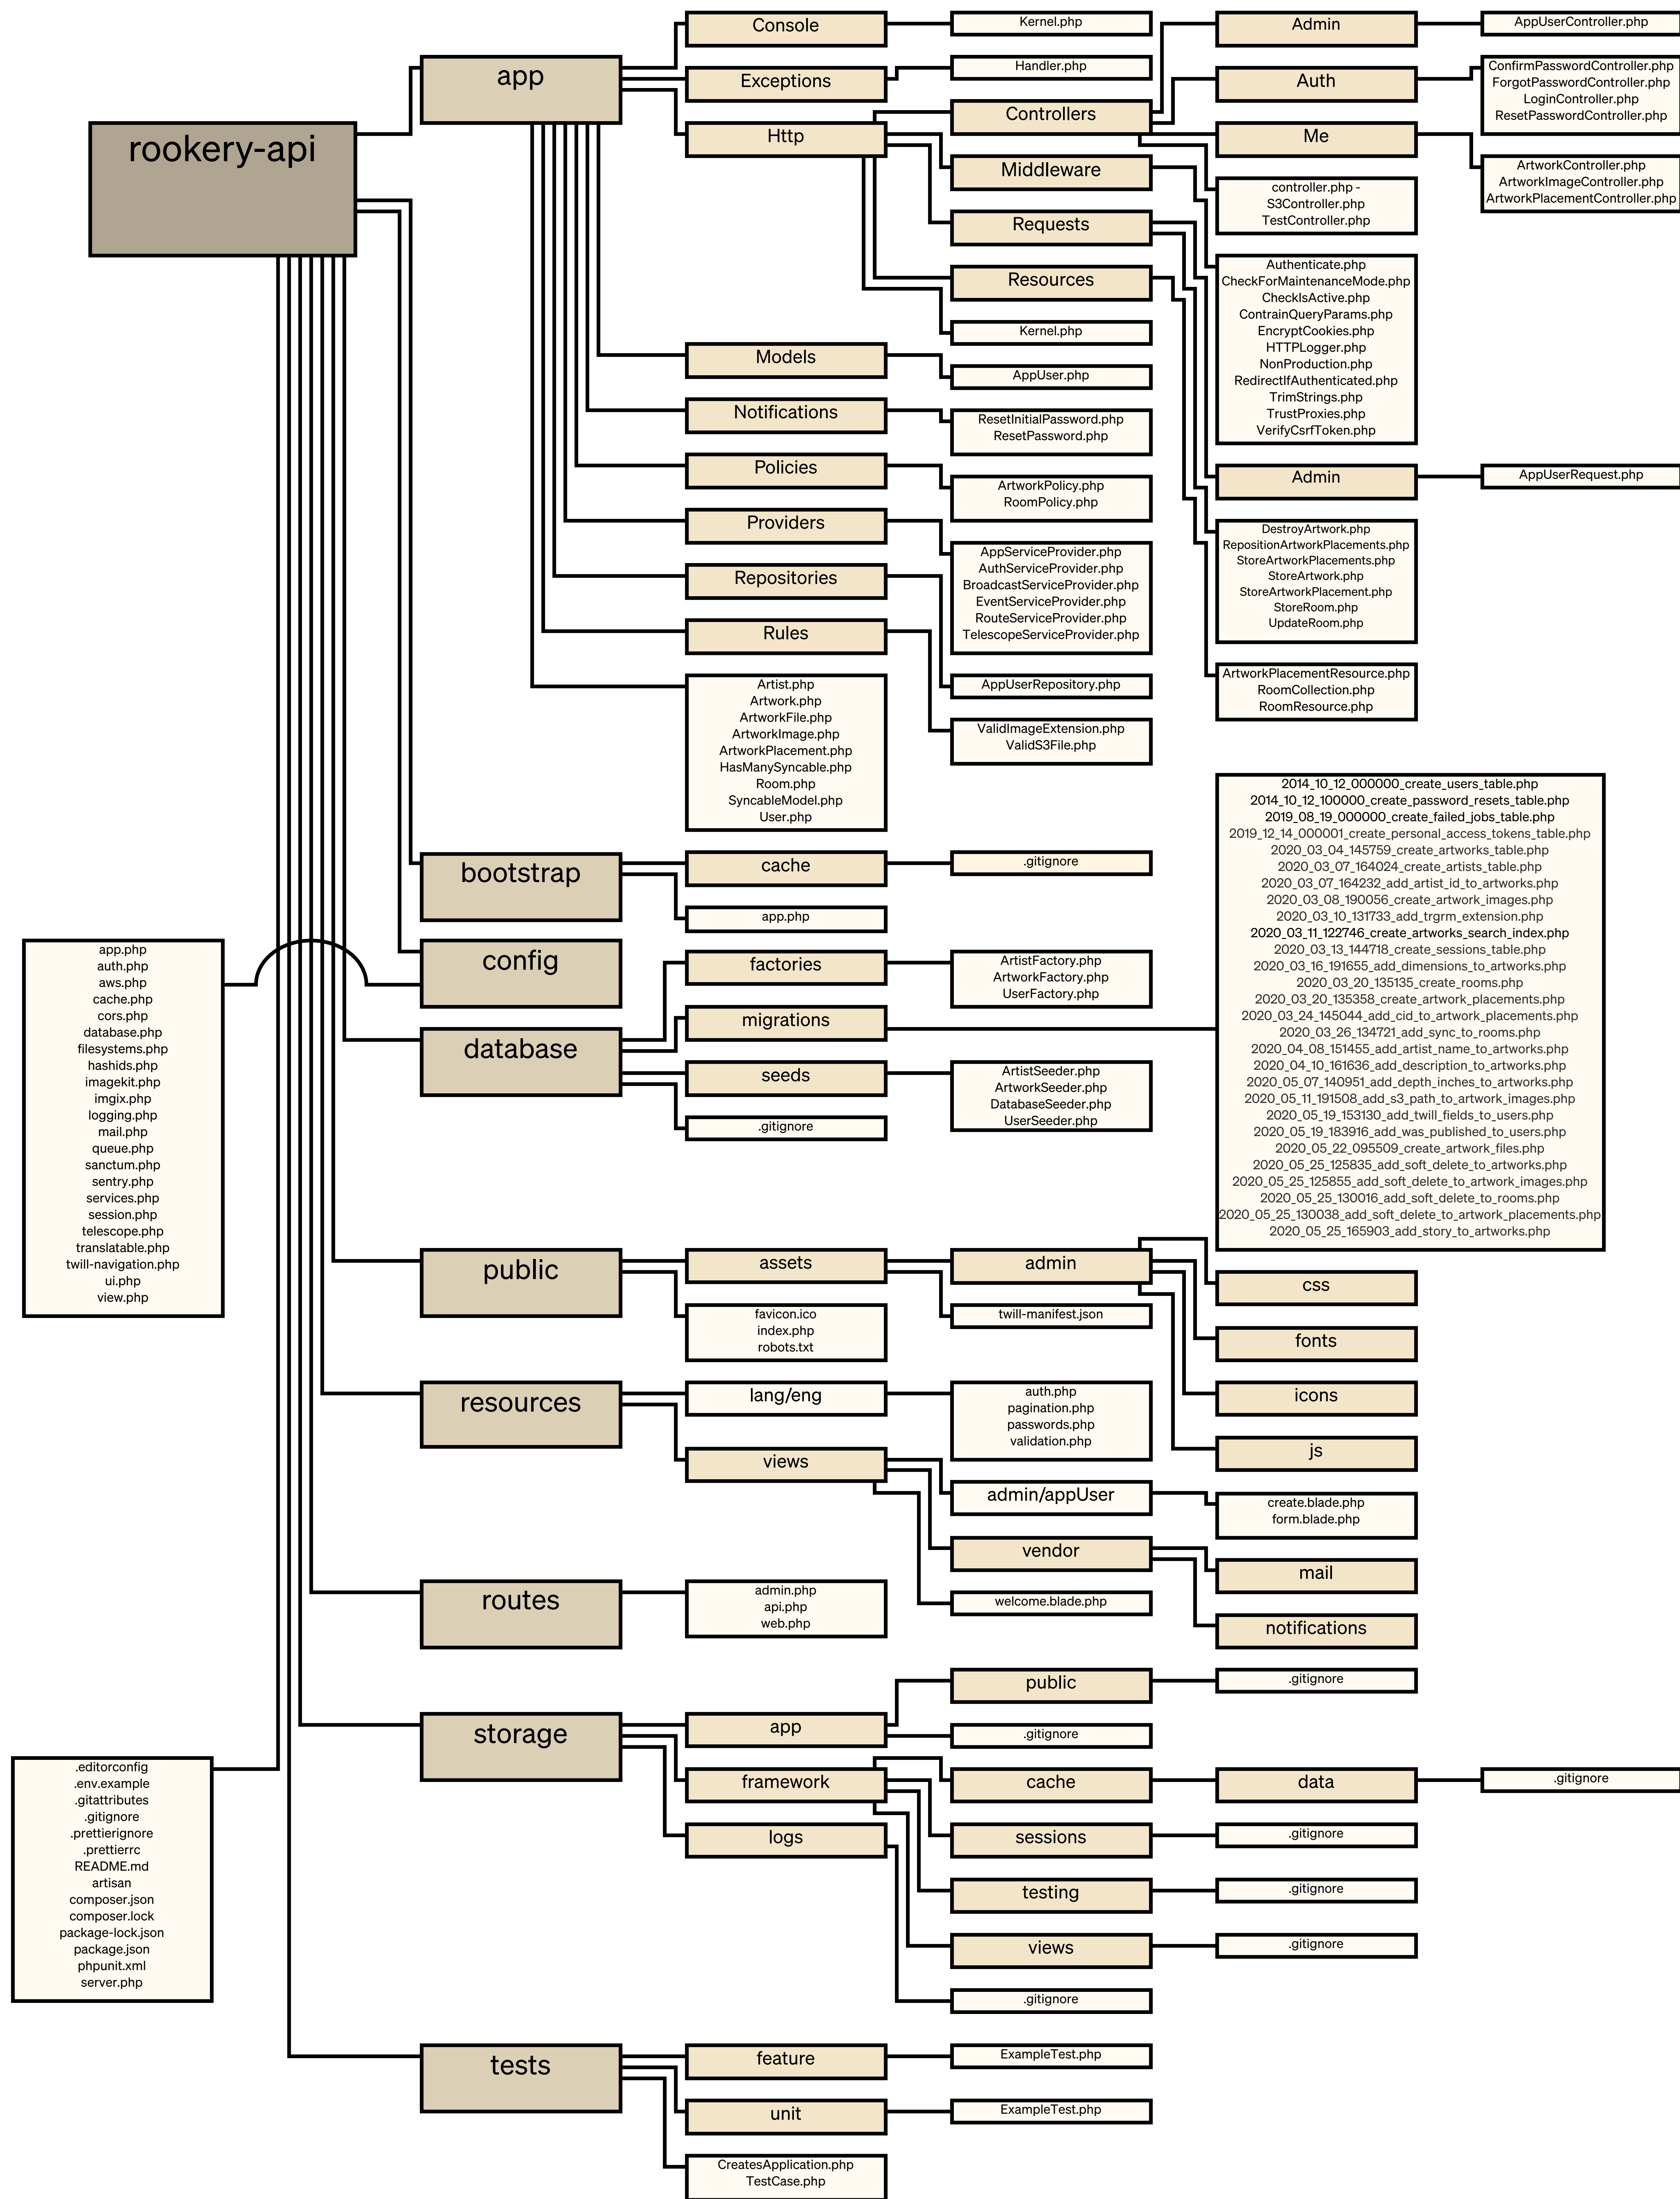 rookery-api
app
Console
Kernel.php
Exceptions
Handler.php
Http
Controllers
Admin
AppUserController.php
Auth
ConfirmPasswordController.php
ForgotPasswordController.php
LoginController.php
ResetPasswordController.php
Me
ArtworkController.php
ArtworkImageController.php
ArtworkPlacementController.php
controller.php -
S3Controller.php
TestController.php
Middleware
Authenticate.php
CheckForMaintenanceMode.php
CheckIsActive.php
ContrainQueryParams.php
EncryptCookies.php
HTTPLogger.php
NonProduction.php
RedirectIfAuthenticated.php
TrimStrings.php
TrustProxies.php
VerifyCsrfToken.php
Requests
Admin
AppUserRequest.php
DestroyArtwork.php
RepositionArtworkPlacements.php
StoreArtworkPlacements.php
StoreArtwork.php
StoreArtworkPlacement.php
StoreRoom.php
UpdateRoom.php
Resources
ArtworkPlacementResource.php
RoomCollection.php
RoomResource.php
Kernel.php
Models
AppUser.php
Notifications
ResetInitialPassword.php
ResetPassword.php
Policies
ArtworkPolicy.php
RoomPolicy.php
Providers
AppServiceProvider.php
AuthServiceProvider.php
BroadcastServiceProvider.php
EventServiceProvider.php
RouteServiceProvider.php
TelescopeServiceProvider.php
Repositories
AppUserRepository.php
Rules
ValidImageExtension.php
ValidS3File.php
Artist.php
Artwork.php
ArtworkFile.php
ArtworkImage.php
ArtworkPlacement.php
HasManySyncable.php
Room.php
SyncableModel.php
User.php
bootstrap
cache
.gitignore
app.php
config
app.php
auth.php
aws.php
cache.php
cors.php
database.php
filesystems.php
hashids.php
imagekit.php
imgix.php
logging.php
mail.php
queue.php
sanctum.php
sentry.php
services.php
session.php
telescope.php
translatable.php
twill-navigation.php
ui.php
view.php
database
factories
ArtistFactory.php
ArtworkFactory.php
UserFactory.php
migrations
2014_10_12_000000_create_users_table.php
2014_10_12_100000_create_password_resets_table.php
2019_08_19_000000_create_failed_jobs_table.php
2019_12_14_000001_create_personal_access_tokens_table.php
2020_03_04_145759_create_artworks_table.php
2020_03_07_164024_create_artists_table.php
2020_03_07_164232_add_artist_id_to_artworks.php
2020_03_08_190056_create_artwork_images.php
2020_03_10_131733_add_trgrm_extension.php
2020_03_11_122746_create_artworks_search_index.php
2020_03_13_144718_create_sessions_table.php
2020_03_16_191655_add_dimensions_to_artworks.php
2020_03_20_135135_create_rooms.php
2020_03_20_135358_create_artwork_placements.php
2020_03_24_145044_add_cid_to_artwork_placements.php
2020_03_26_134721_add_sync_to_rooms.php
2020_04_08_151455_add_artist_name_to_artworks.php
2020_04_10_161636_add_description_to_artworks.php
2020_05_07_140951_add_depth_inches_to_artworks.php
2020_05_11_191508_add_s3_path_to_artwork_images.php
2020_05_19_153130_add_twill_fields_to_users.php
2020_05_19_183916_add_was_published_to_users.php
2020_05_22_095509_create_artwork_files.php
2020_05_25_125835_add_soft_delete_to_artworks.php
2020_05_25_125855_add_soft_delete_to_artwork_images.php
2020_05_25_130016_add_soft_delete_to_rooms.php
2020_05_25_130038_add_soft_delete_to_artwork_placements.php
2020_05_25_165903_add_story_to_artworks.php
seeds
ArtistSeeder.php
ArtworkSeeder.php
DatabaseSeeder.php
UserSeeder.php
.gitignore
public
assets
admin
css
fonts
icons
js
twill-manifest.json
favicon.ico
index.php
robots.txt
resources
lang/eng
auth.php
pagination.php
passwords.php
validation.php
views
admin/appUser
create.blade.php
form.blade.php
vendor
mail
notifications
welcome.blade.php
routes
admin.php
api.php
web.php
storage
app
public
.gitignore
.gitignore
framework
cache
data
.gitignore
sessions
.gitignore
testing
.gitignore
views
.gitignore
logs
.gitignore
.editorconfig
.env.example
.gitattributes
.gitignore
.prettierignore
.prettierrc
README.md
artisan
composer.json
composer.lock
package-lock.json
package.json
phpunit.xml
server.php
tests
feature
ExampleTest.php
unit
ExampleTest.php
CreatesApplication.php
TestCase.php